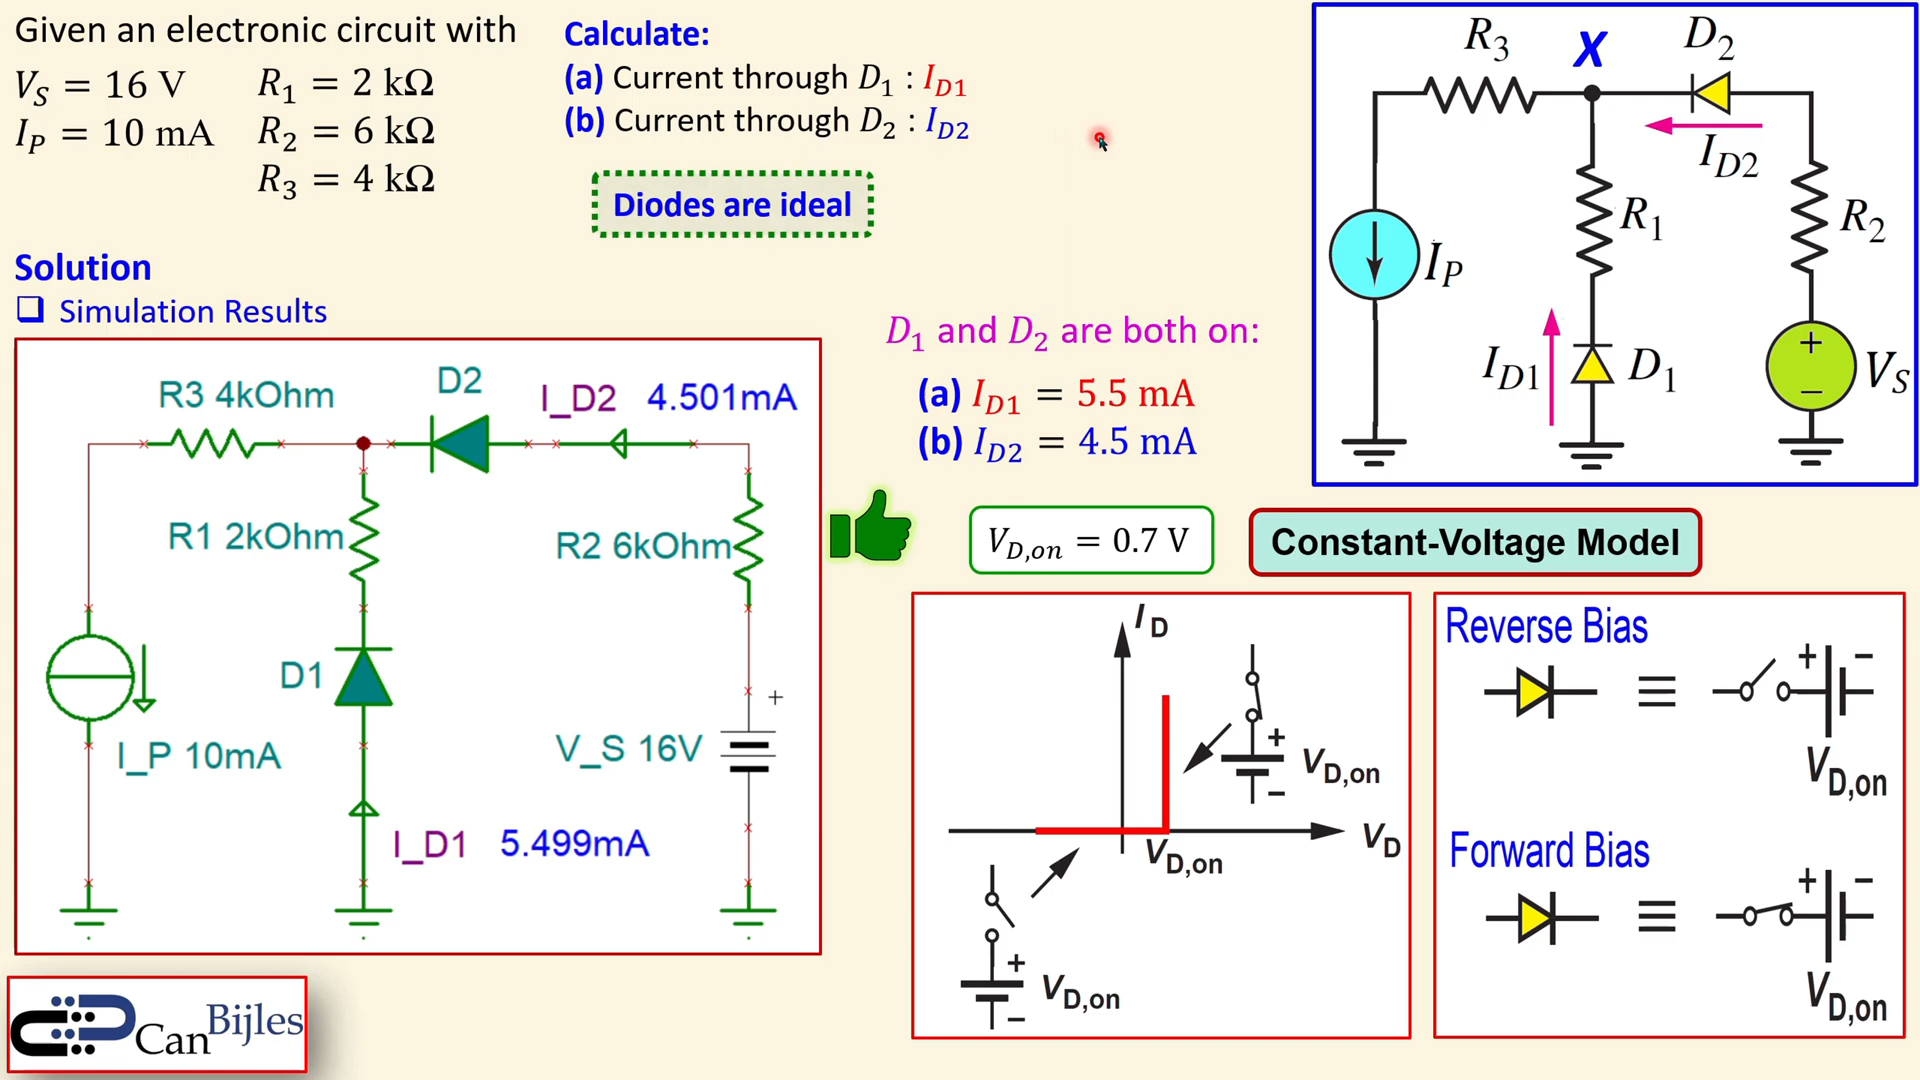 Given an electronic circuit with
V_S = 16 V
I_P = 10 mA
R_1 = 2 kΩ
R_2 = 6 kΩ
R_3 = 4 kΩ
Calculate:
(a) Current through D_1 : I_D1
(b) Current through D_2 : I_D2
Diodes are ideal
R_3
X
D_2
I_D2
I_P
R_1
R_2
I_D1
D_1
+
−
V_S
Solution
❑ Simulation Results
R3 4kOhm
D2
I_D2 4.501mA
R1 2kOhm
R2 6kOhm
D1
I_P 10mA
V_S 16V
+
I_D1 5.499mA
D_1 and D_2 are both on:
(a) I_D1 = 5.5 mA
(b) I_D2 = 4.5 mA
V_D,on = 0.7 V
Constant-Voltage Model
I_D
+
V_D,on
−
V_D
V_D,on
+
V_D,on
−
Reverse Bias
≡
+ −
V_D,on
Forward Bias
≡
+ −
V_D,on
Can Bijles